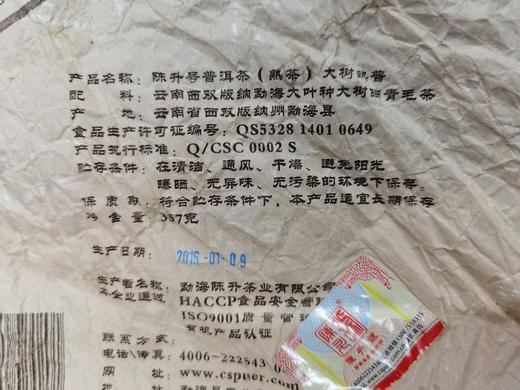 产品名称：陈升号普洱茶（熟茶）大树熟普
配　　料：云南西双版纳勐海大叶种大树晒青毛茶
产　　地：云南省西双版纳州勐海县
食品生产许可证编号：QS5328 1401 0649
产品执行标准：Q/CSC 0002 S
贮存条件：在清洁、通风、干燥、避免阳光
曝晒、无异味、无污染的环境下保存。
保 质 期：符合贮存条件下，本产品适宜长期保存
净 含 量：357克
生产日期：2016-01-09
生产者名称：勐海陈升茶业有限公司
本企业通过 HACCP食品安全管理
ISO9001质量管理
有机产品认证
联系方式：
电话/传真：4006-222543
网址：www.cspuer.com
陈升号